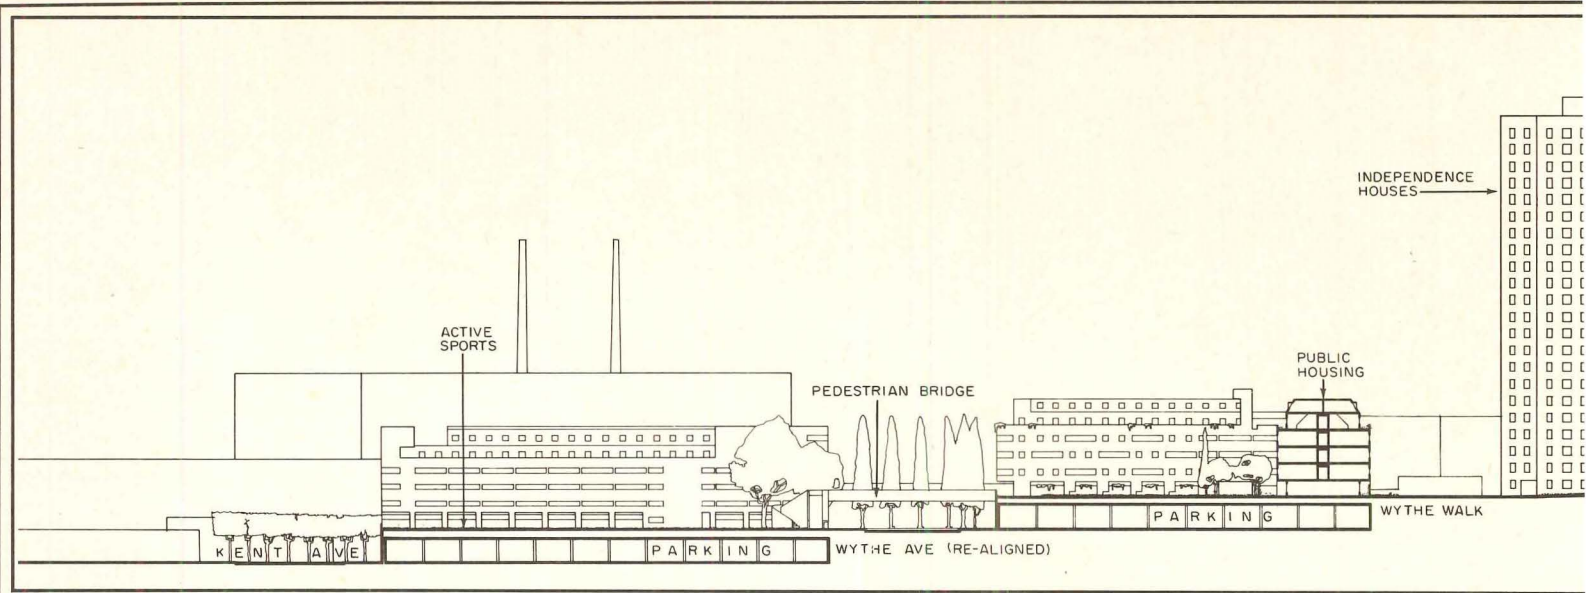 INDEPENDENCE
HOUSES
ACTIVE
SPORTS
PUBLIC
HOUSING
PEDESTRIAN BRIDGE
PARKING
WYTHE WALK
KENT AVE
PARKING
WYTHE AVE (RE-ALIGNED)